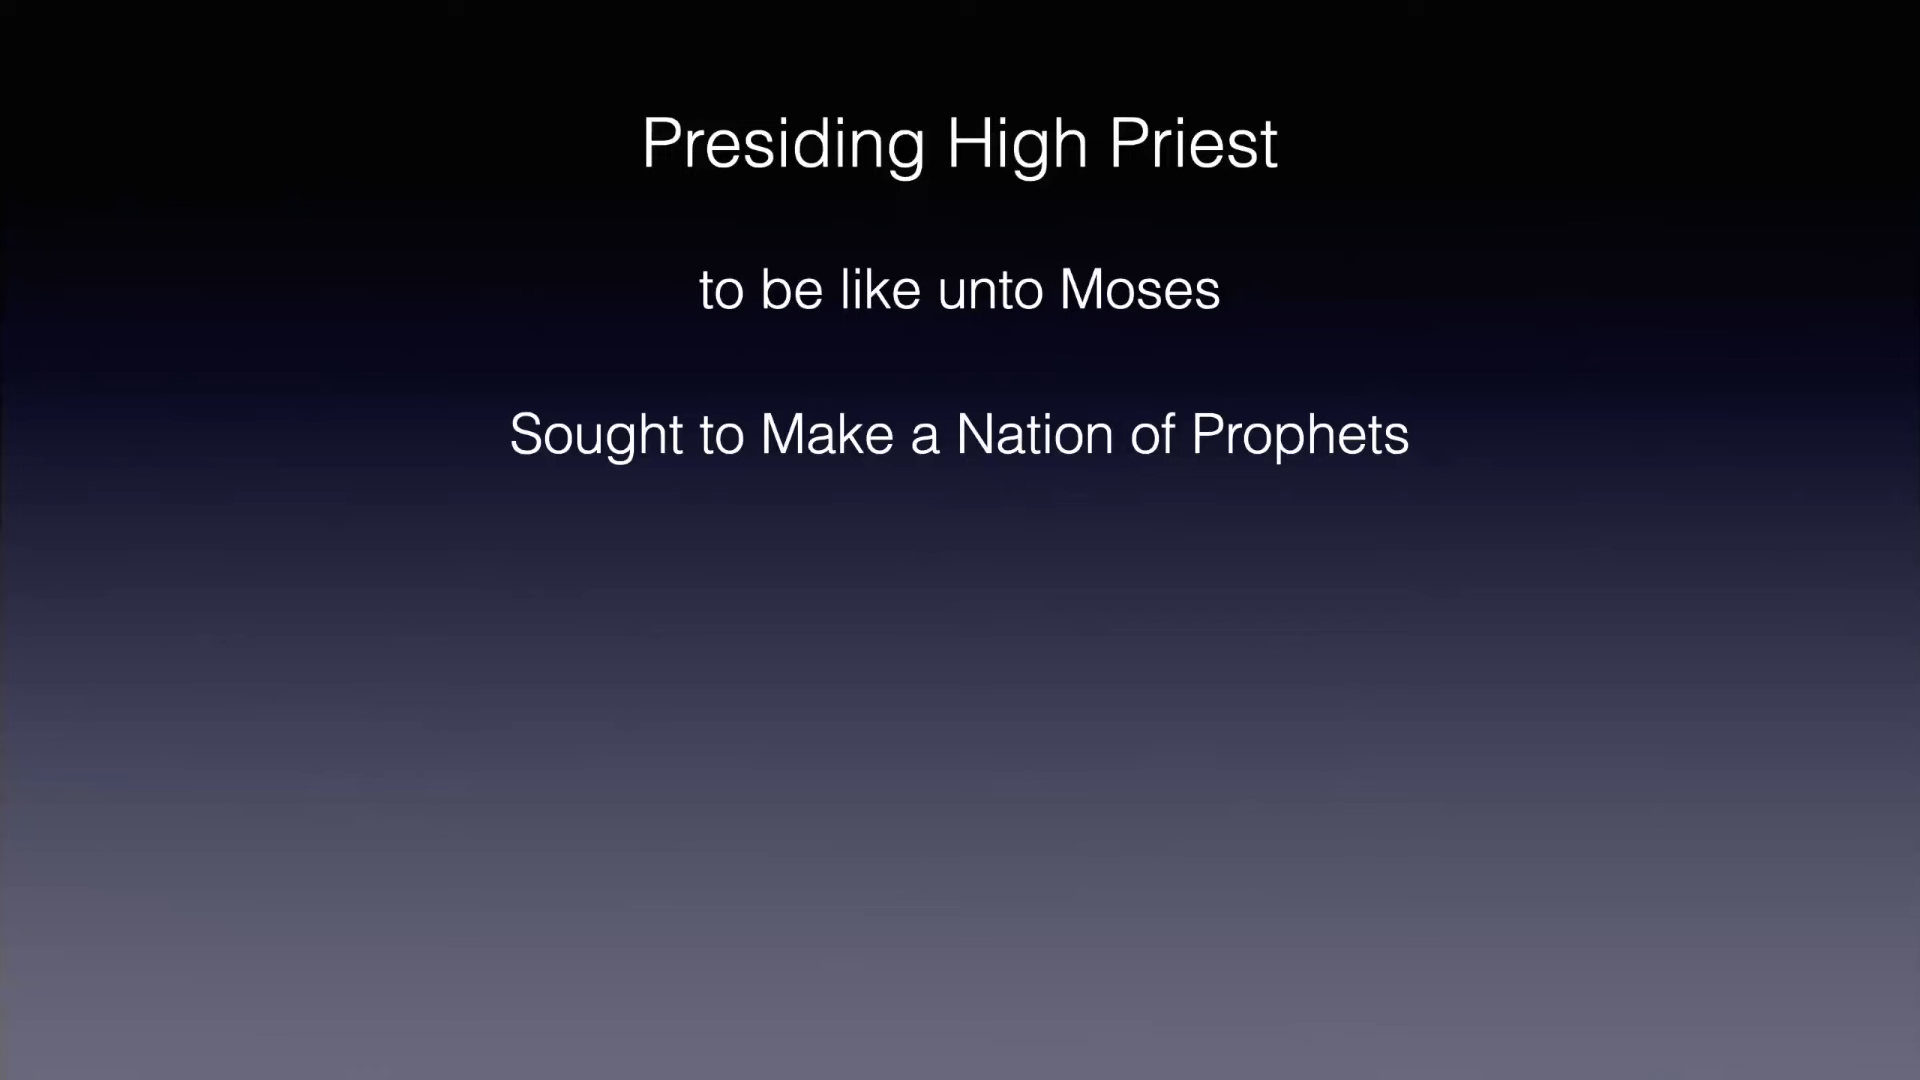 Presiding High Priest
to be like unto Moses
Sought to Make a Nation of Prophets